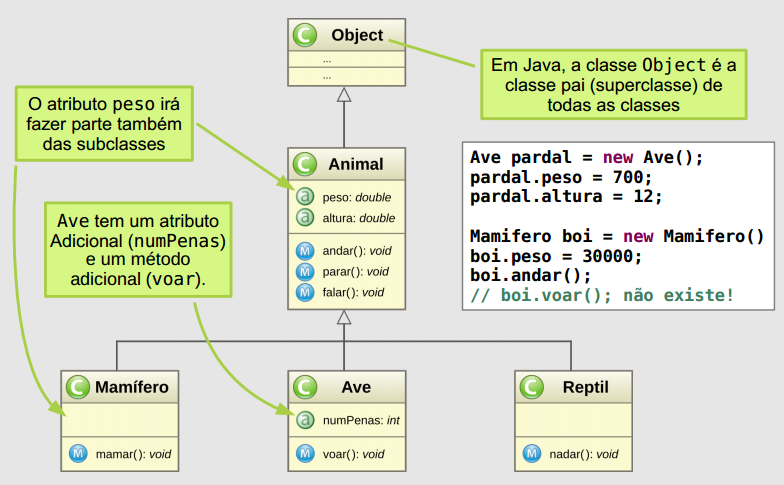 Object
...
...
Em Java, a classe Object é a
classe pai (superclasse) de
todas as classes
O atributo peso irá
fazer parte também
das subclasses
Animal
peso: double
altura: double
andar(): void
parar(): void
falar(): void
Ave tem um atributo
Adicional (numPenas)
e um método
adicional (voar).
Ave pardal = new Ave();
pardal.peso = 700;
pardal.altura = 12;
Mamifero boi = new Mamifero()
boi.peso = 30000;
boi.andar();
// boi.voar(); não existe!
Mamífero
mamar(): void
Ave
numPenas: int
voar(): void
Reptil
nadar(): void